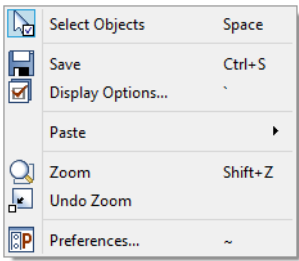 Select Objects Space
Save Ctrl+S
Display Options... `
Paste
Zoom Shift+Z
Undo Zoom
Preferences... ~